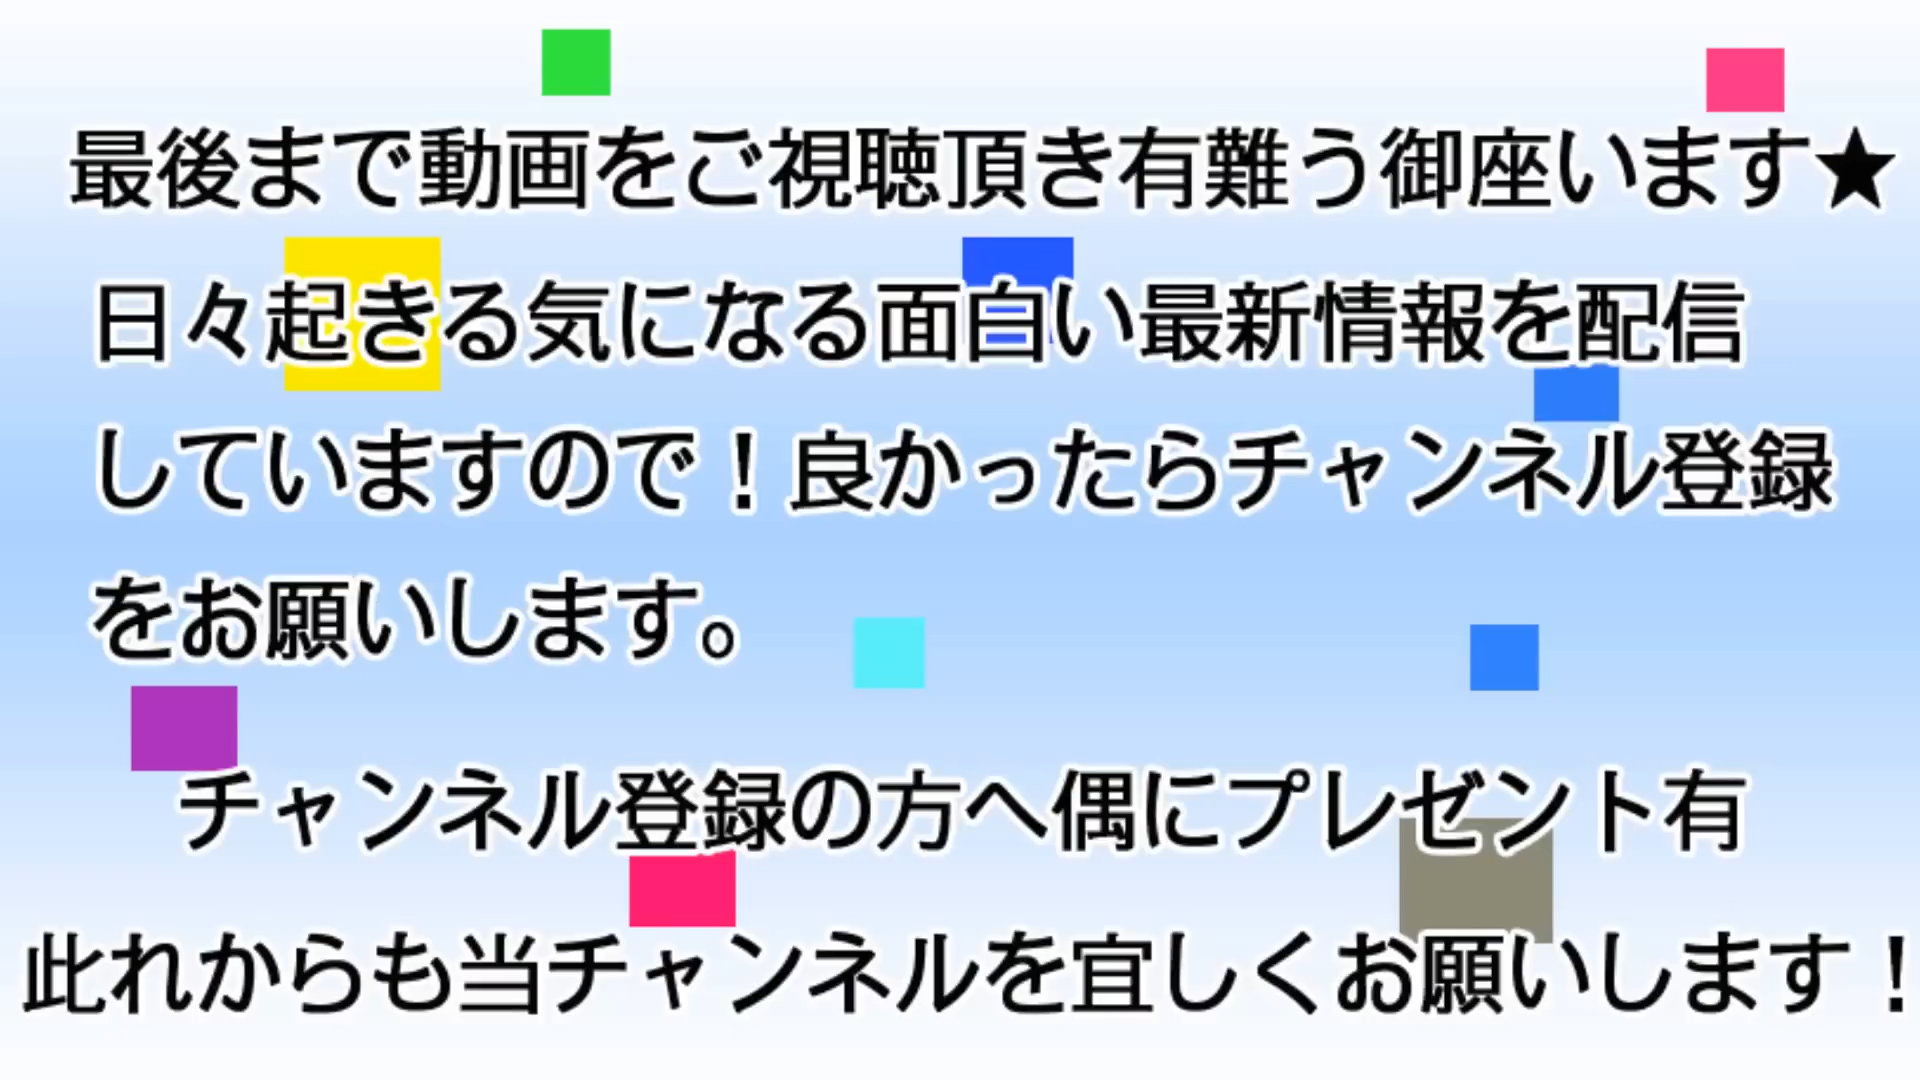 最後まで動画をご視聴頂き有難う御座います★
日々起きる気になる面白い最新情報を配信
していますので！良かったらチャンネル登録
をお願いします。
チャンネル登録の方へ偶にプレゼント有
此れからも当チャンネルを宜しくお願いします！